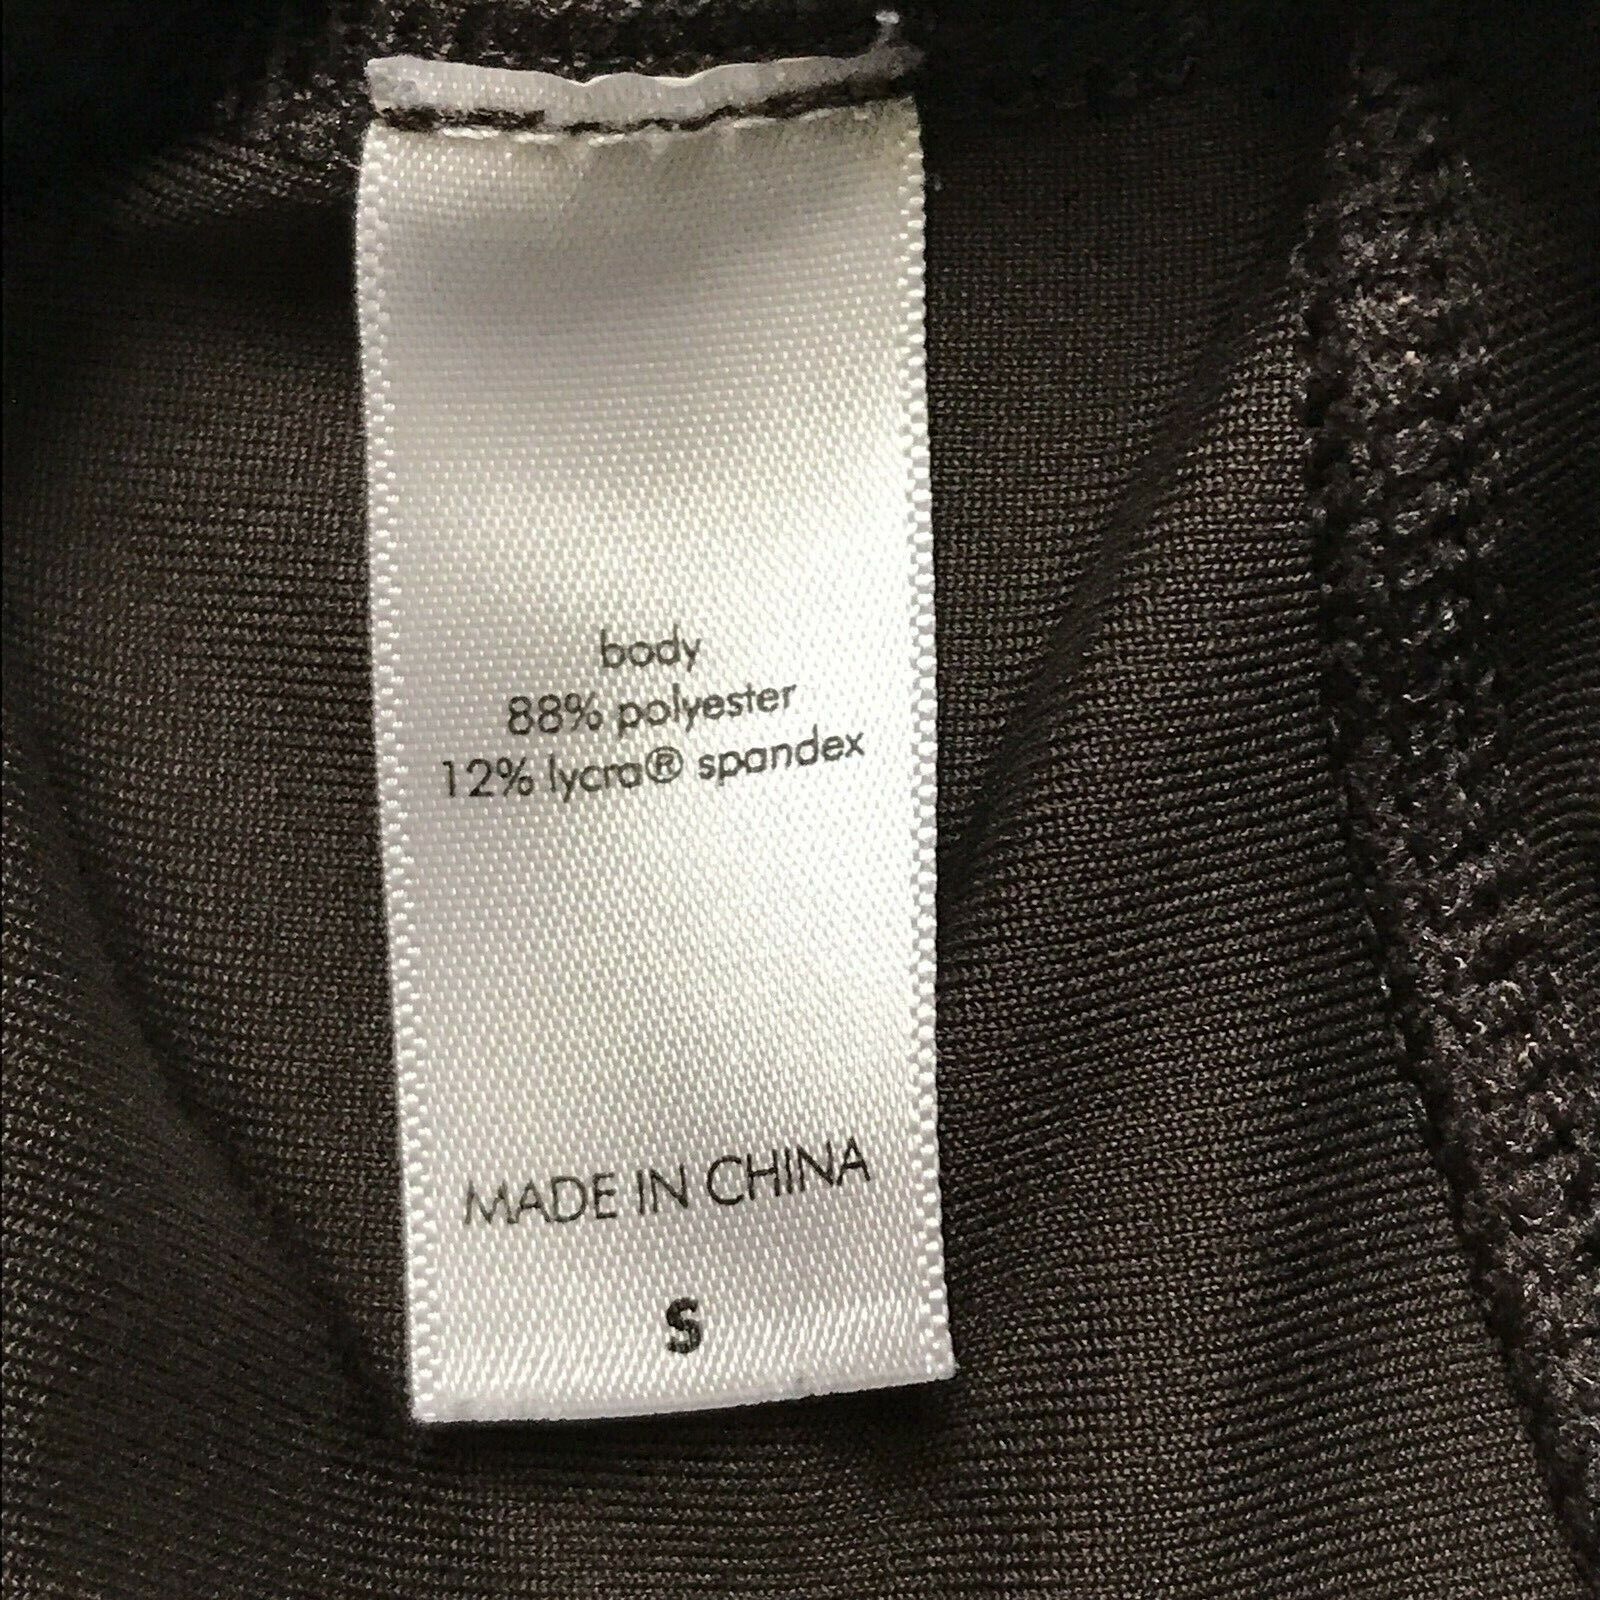 body
88% polyester
12% lycra® spandex
MADE IN CHINA
S